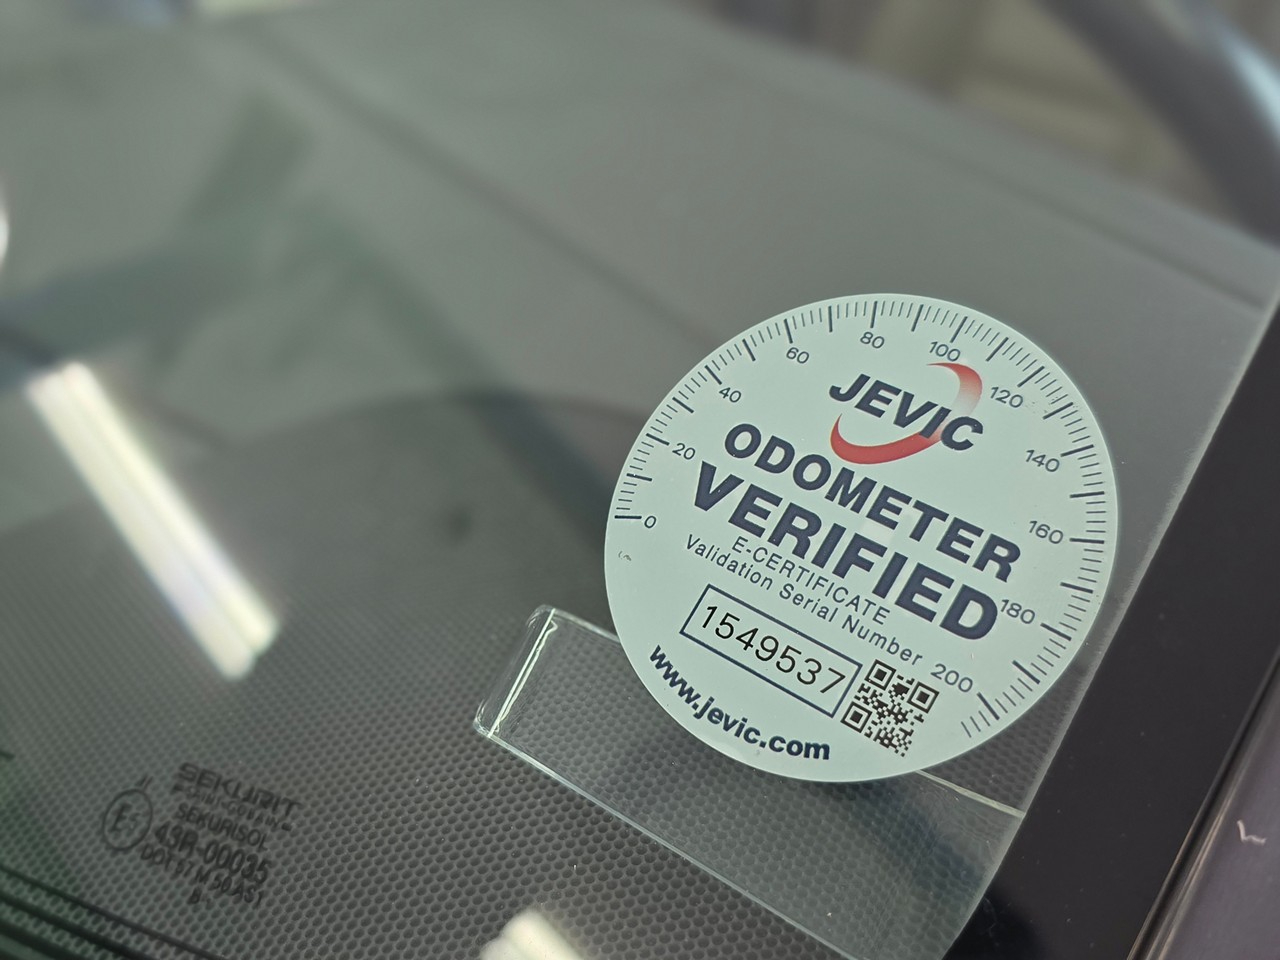 0
20
40
60
80
100
120
140
160
180
200
JEVIC
ODOMETER
VERIFIED
E-CERTIFICATE
Validation Serial Number
1549537
www.jevic.com
SEKURIT
SEKURISOL
43R-00035